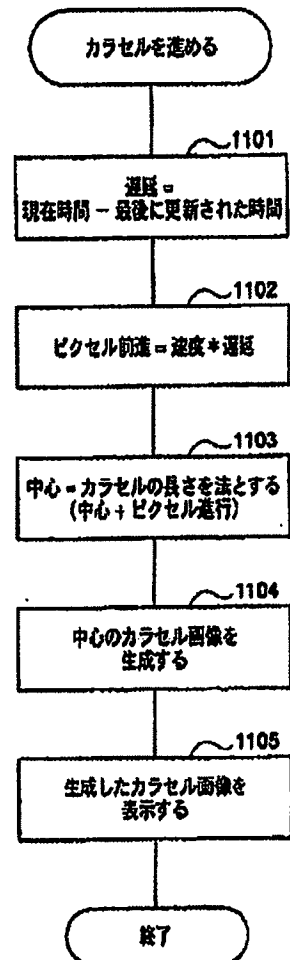 カラセルを進める
1101
遅延 =
現在時間 － 最後に更新された時間
1102
ピクセル前進 = 速度 * 遅延
1103
中心 = カラセルの長さを法とする
(中心 + ピクセル進行)
1104
中心のカラセル画像を
生成する
1105
生成したカラセル画像を
表示する
終了